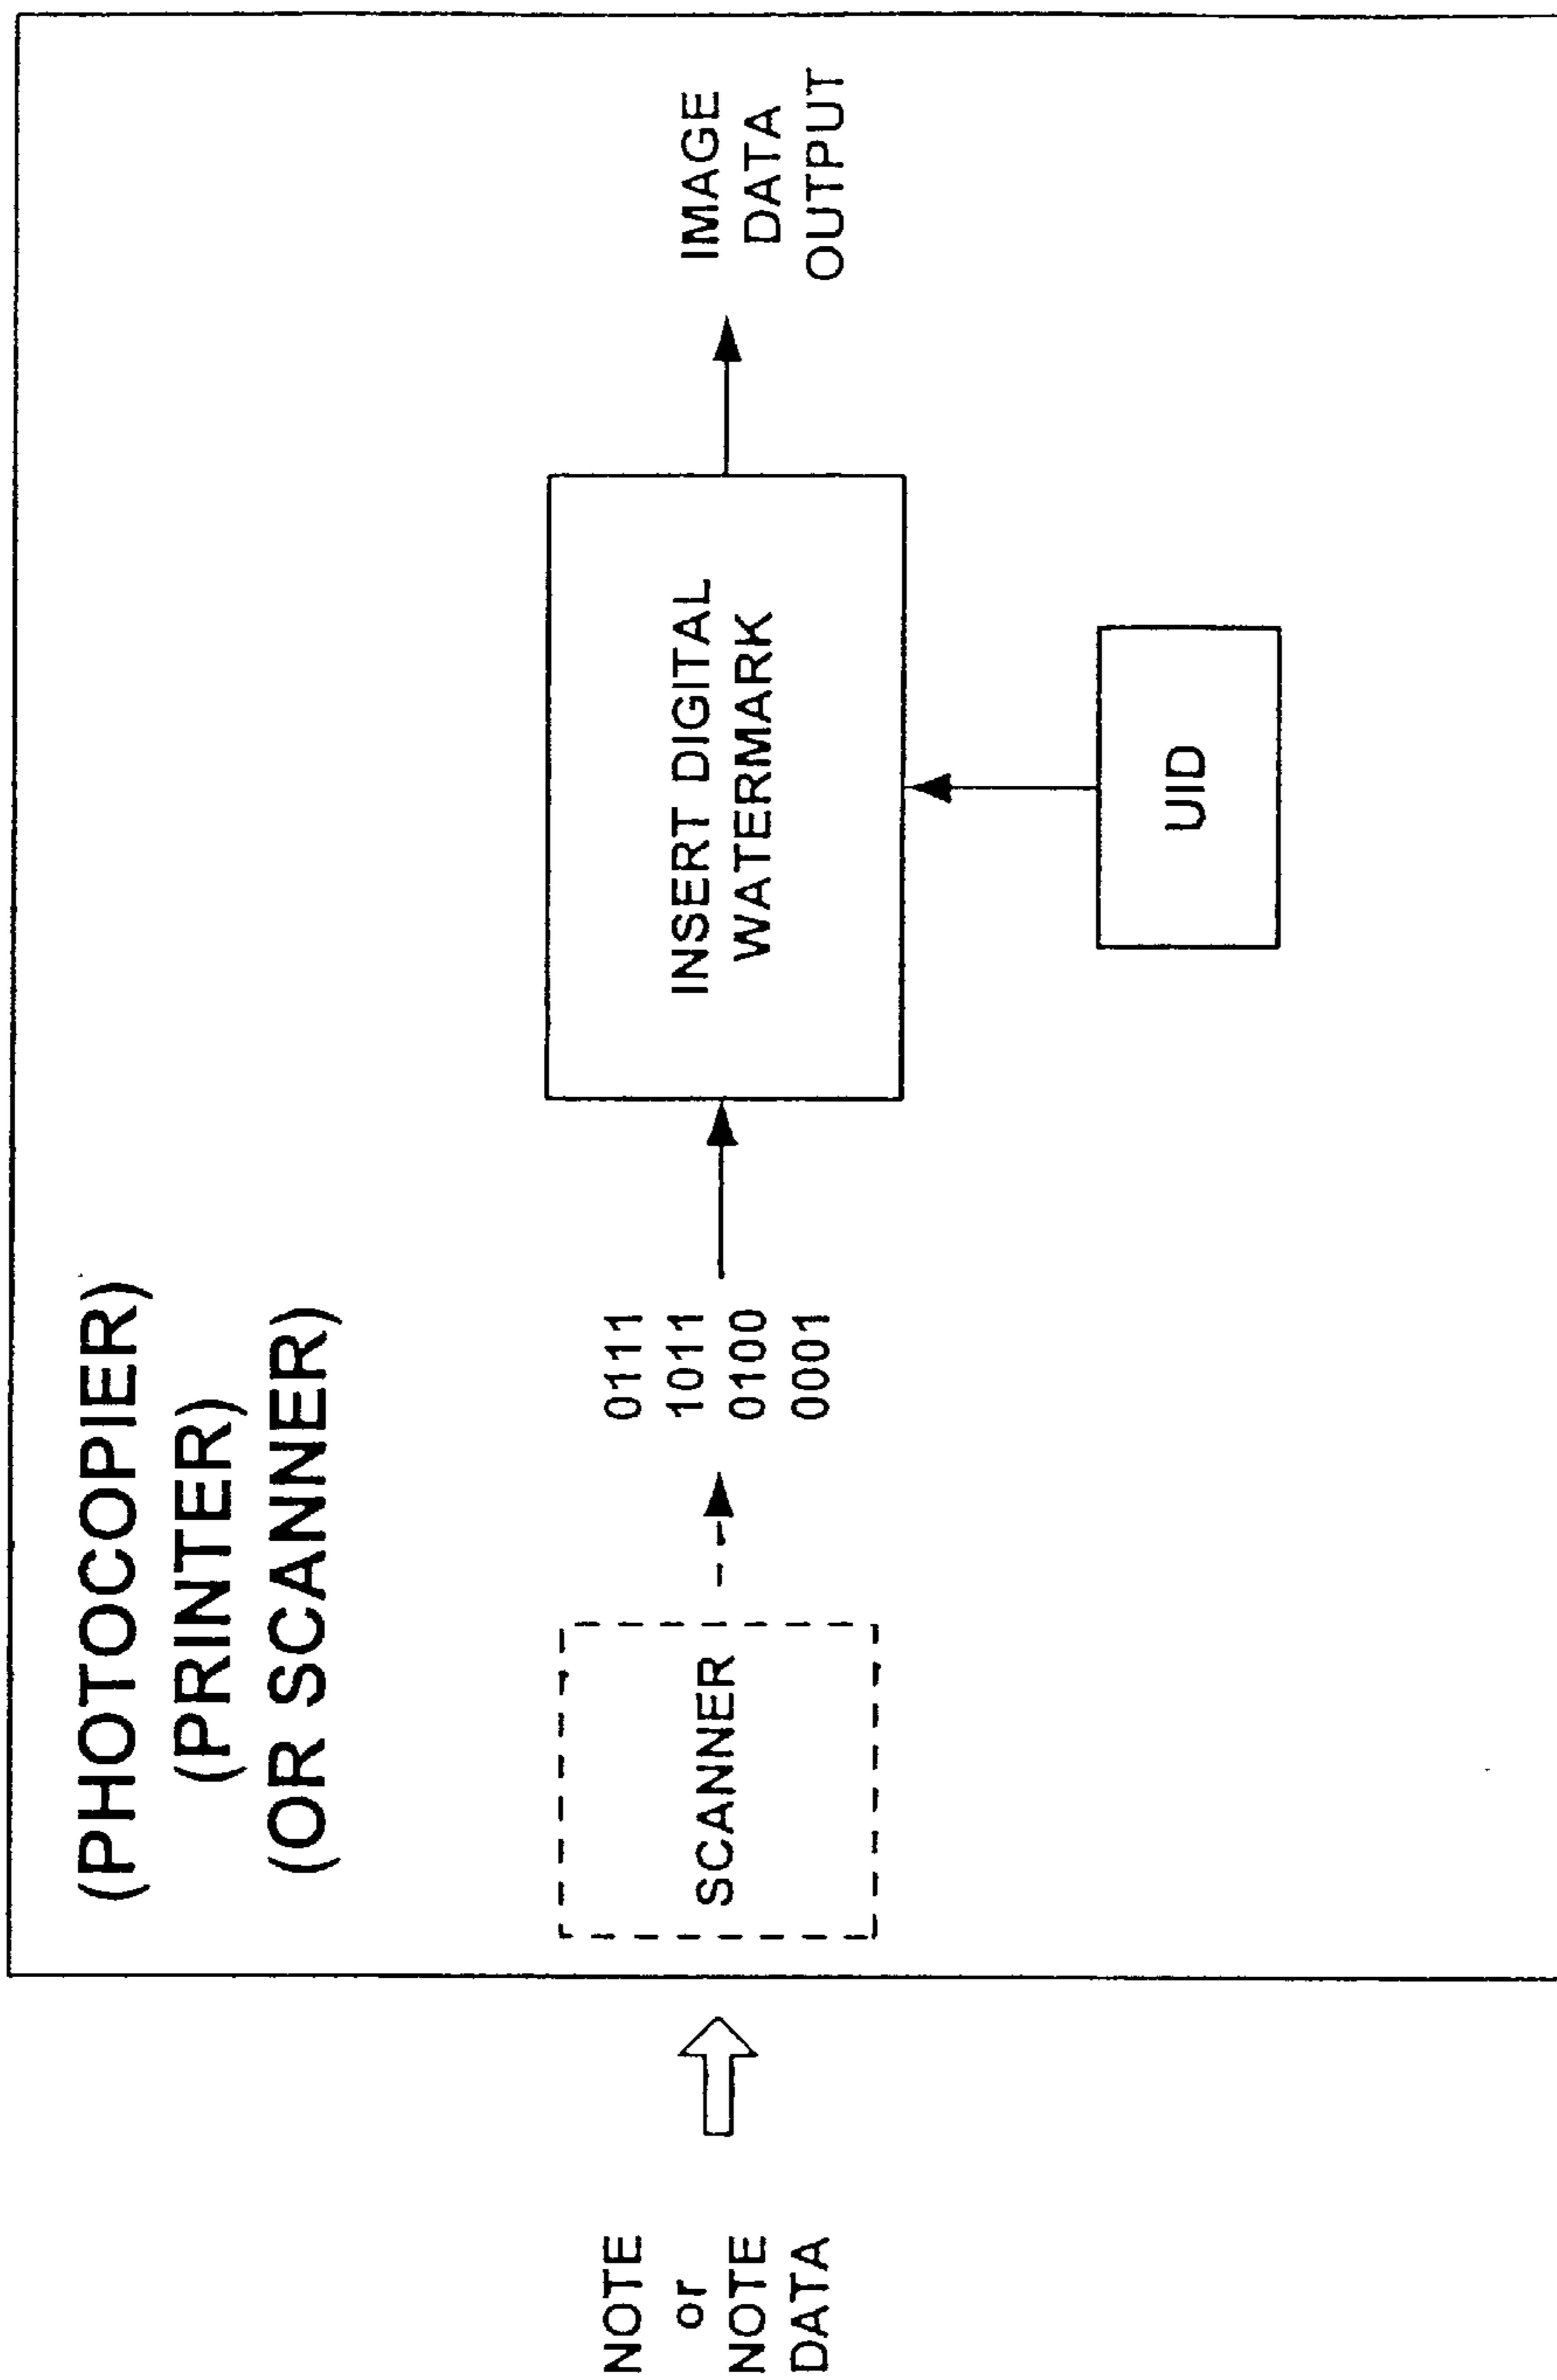 (PHOTOCOPIER)
(PRINTER)
(OR SCANNER)
NOTE
or
NOTE
DATA
SCANNER
0111
1011
0100
0001
INSERT DIGITAL
WATERMARK
UID
IMAGE
DATA
OUTPUT